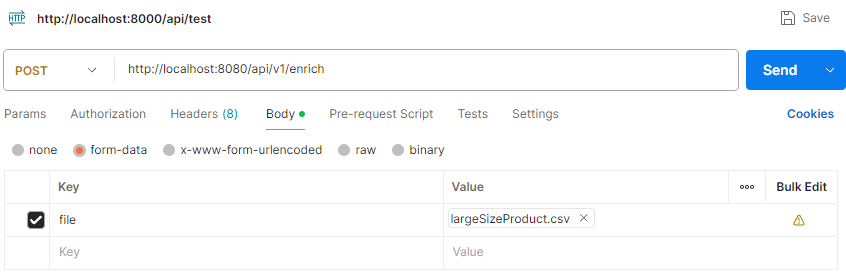 HTTP http://localhost:8000/api/test Save
POST http://localhost:8080/api/v1/enrich Send
Params Authorization Headers (8) Body Pre-request Script Tests Settings Cookies
none form-data x-www-form-urlencoded raw binary
Key Value Bulk Edit
file largeSizeProduct.csv
Key Value